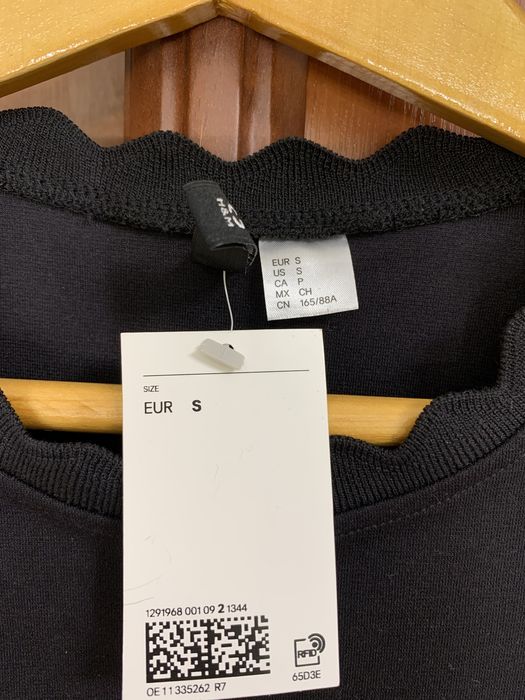 H&M
EUR S
US S
CA P
MX CH
CN 165/88A
SIZE
EUR S
1291968 001 09 2 1344
OE 11 335262 R7
RFID
65D3E